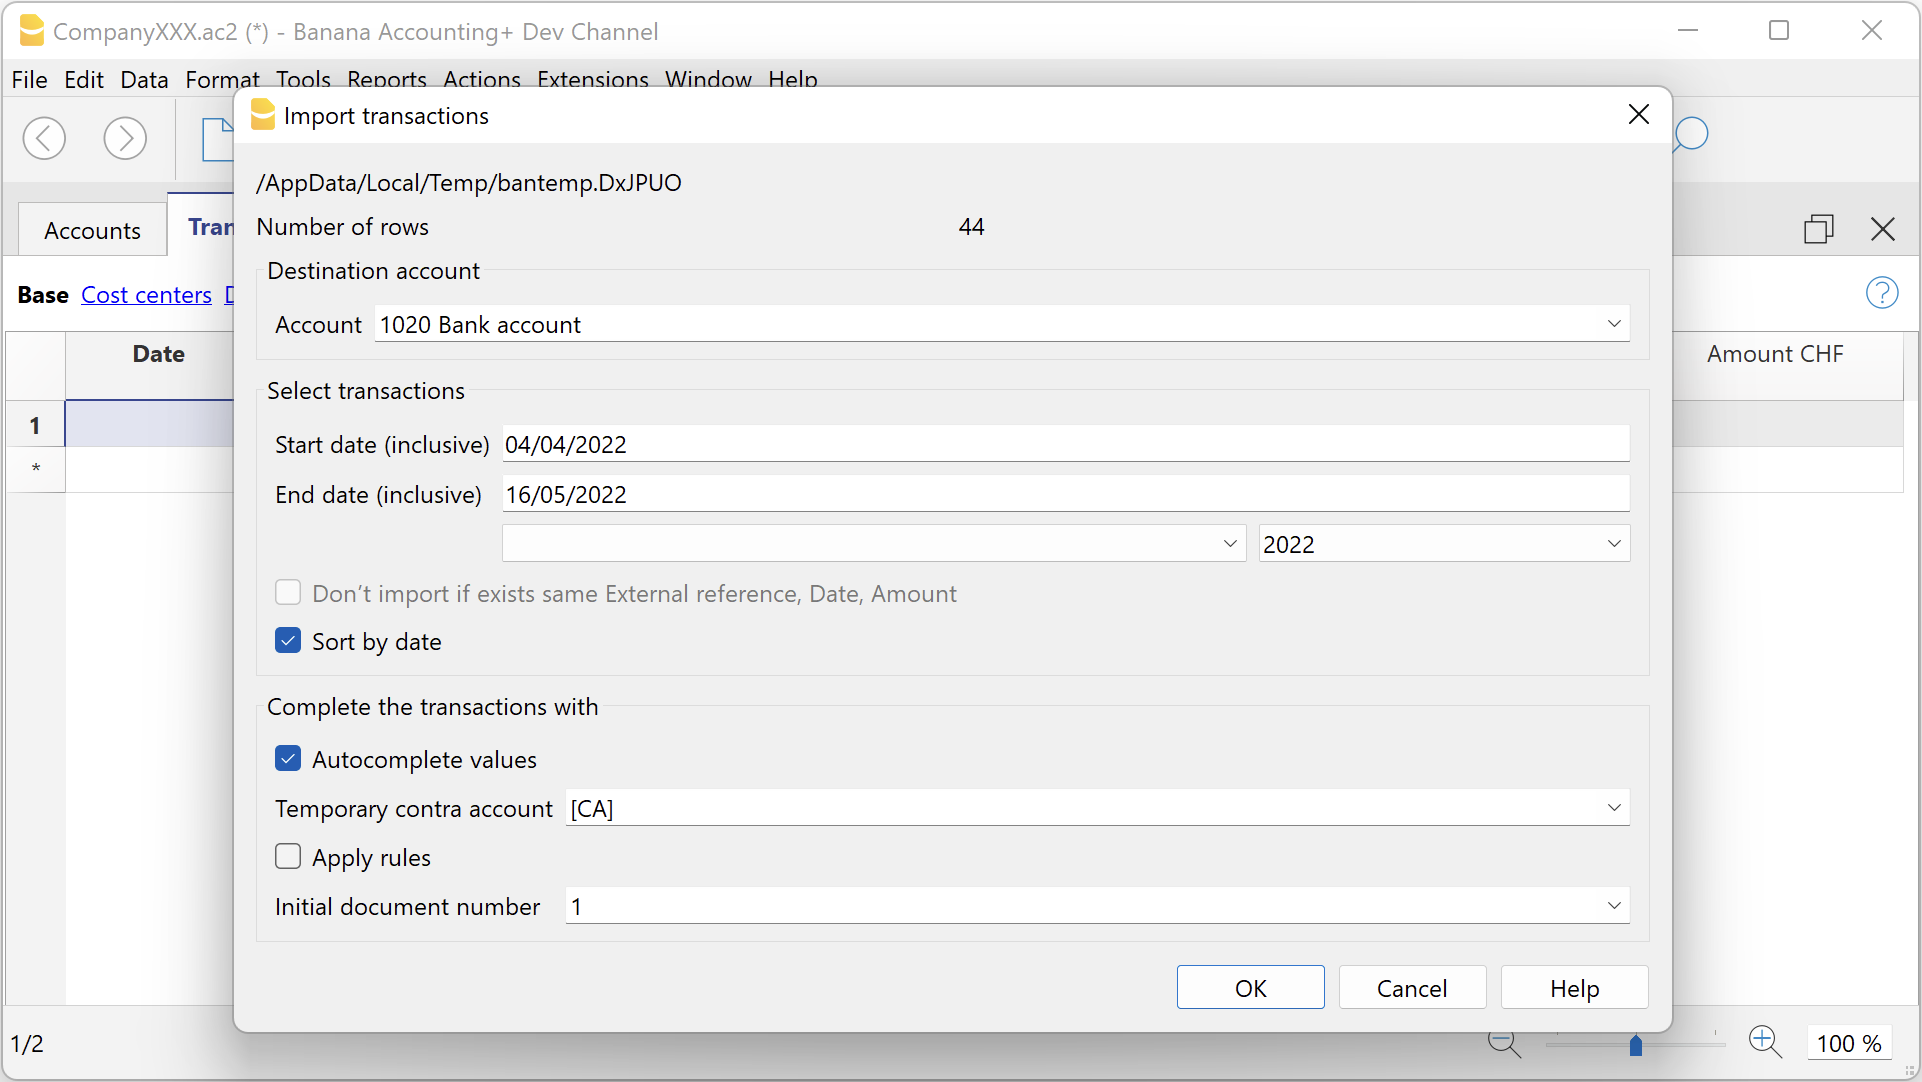 CompanyXXX.ac2 (*) - Banana Accounting+ Dev Channel
File Edit Data Format Tools Reports Actions Extensions Window Help
Import transactions
/AppData/Local/Temp/bantemp.DxJPUO
Accounts Tran
Number of rows 44
Destination account
Base Cost centers
Account 1020 Bank account
Date Amount CHF
Select transactions
1
Start date (inclusive) 04/04/2022
*
End date (inclusive) 16/05/2022
2022
Don’t import if exists same External reference, Date, Amount
Sort by date
Complete the transactions with
Autocomplete values
Temporary contra account [CA]
Apply rules
Initial document number 1
OK Cancel Help
1/2 100 %